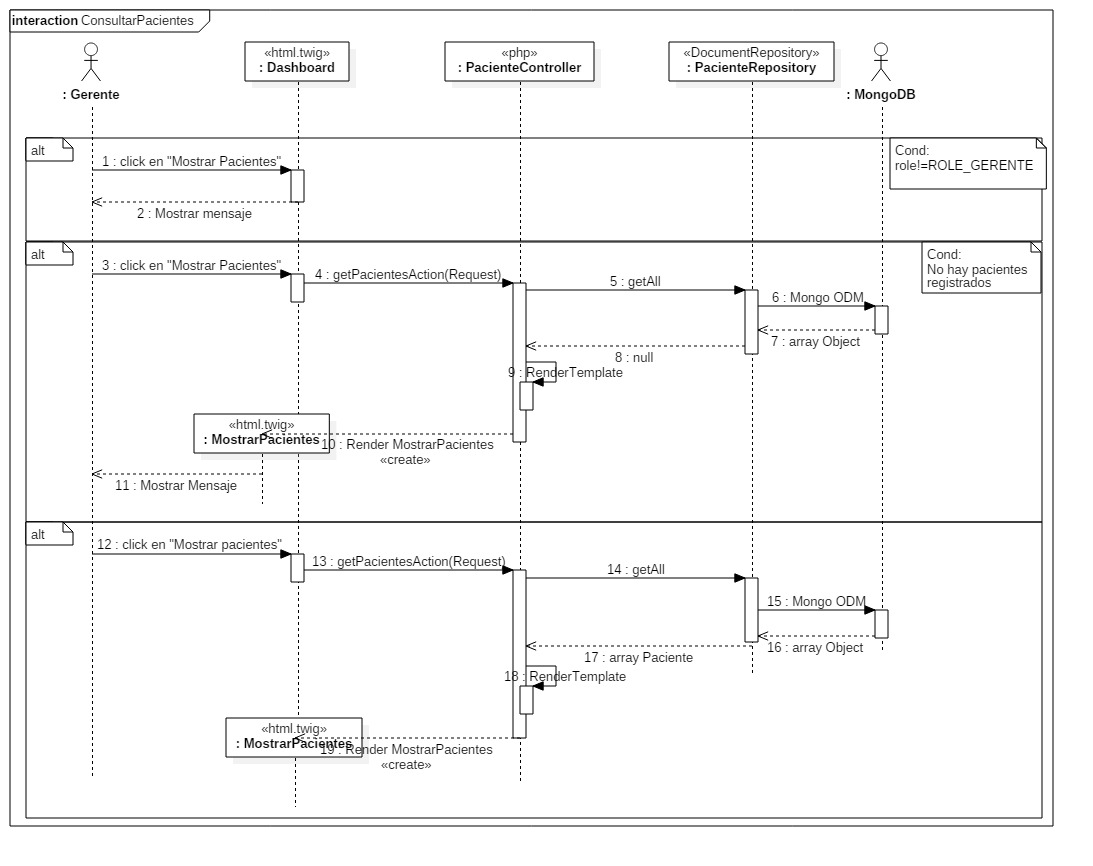 interaction ConsultarPacientes
«html.twig»
: Dashboard
«php»
: PacienteController
«DocumentRepository»
: PacienteRepository
: Gerente
: MongoDB
alt
Cond:
role!=ROLE_GERENTE
1 : click en "Mostrar Pacientes"
2 : Mostrar mensaje
alt
Cond:
No hay pacientes
registrados
3 : click en "Mostrar Pacientes"
4 : getPacientesAction(Request)
5 : getAll
6 : Mongo ODM
7 : array Object
8 : null
9 : RenderTemplate
«html.twig»
: MostrarPacientes
10 : Render MostrarPacientes
«create»
11 : Mostrar Mensaje
alt
12 : click en "Mostrar pacientes"
13 : getPacientesAction(Request)
14 : getAll
15 : Mongo ODM
16 : array Object
17 : array Paciente
18 : RenderTemplate
«html.twig»
: MostrarPacientes
19 : Render MostrarPacientes
«create»